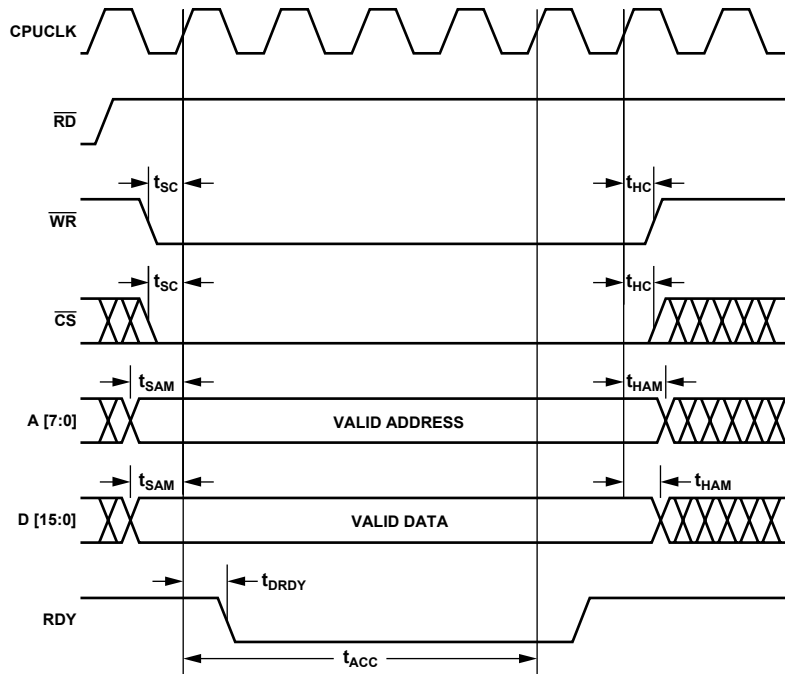 CPUCLK
RD
tSC
tHC
WR
tSC
tHC
CS
tSAM
tHAM
A [7:0]
VALID ADDRESS
tSAM
tHAM
D [15:0]
VALID DATA
tDRDY
RDY
tACC